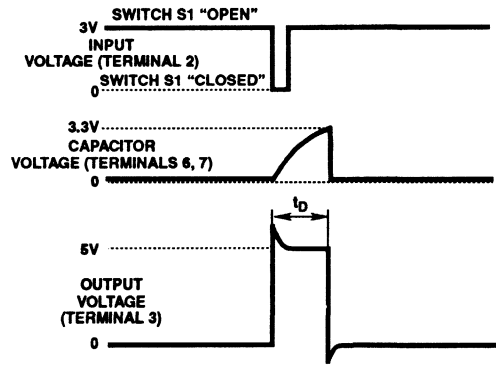 SWITCH S1 “OPEN”
3V
INPUT
VOLTAGE (TERMINAL 2)
SWITCH S1 “CLOSED”
0
3.3V
CAPACITOR
VOLTAGE (TERMINALS 6, 7)
0
tD
5V
OUTPUT
VOLTAGE
(TERMINAL 3)
0